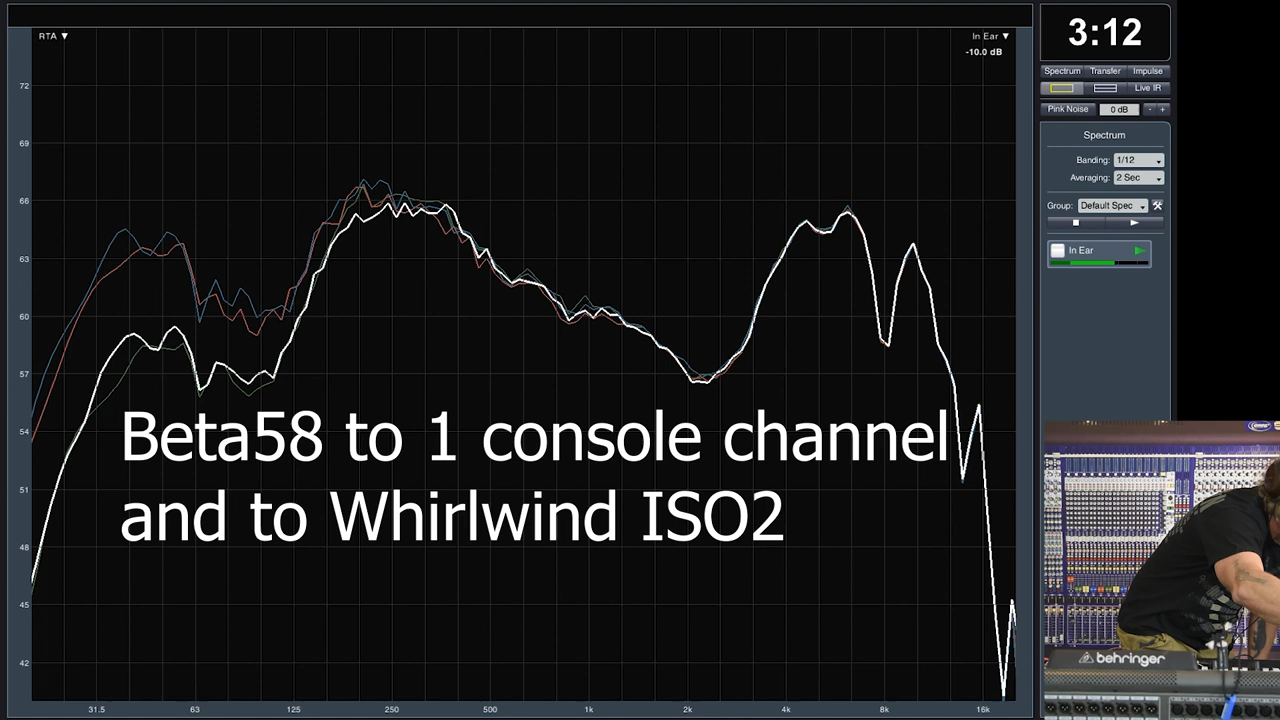 RTA ▼
In Ear ▼
-10.0 dB
72
69
66
63
60
57
54
51
48
45
42
31.5 63 125 250 500 1k 2k 4k 8k 16k
Beta58 to 1 console channel
and to Whirlwind ISO2
3:12
Spectrum Transfer Impulse
Live IR
Pink Noise 0 dB - +
Spectrum
Banding: 1/12
Averaging: 2 Sec
Group: Default Spec
In Ear
behringer